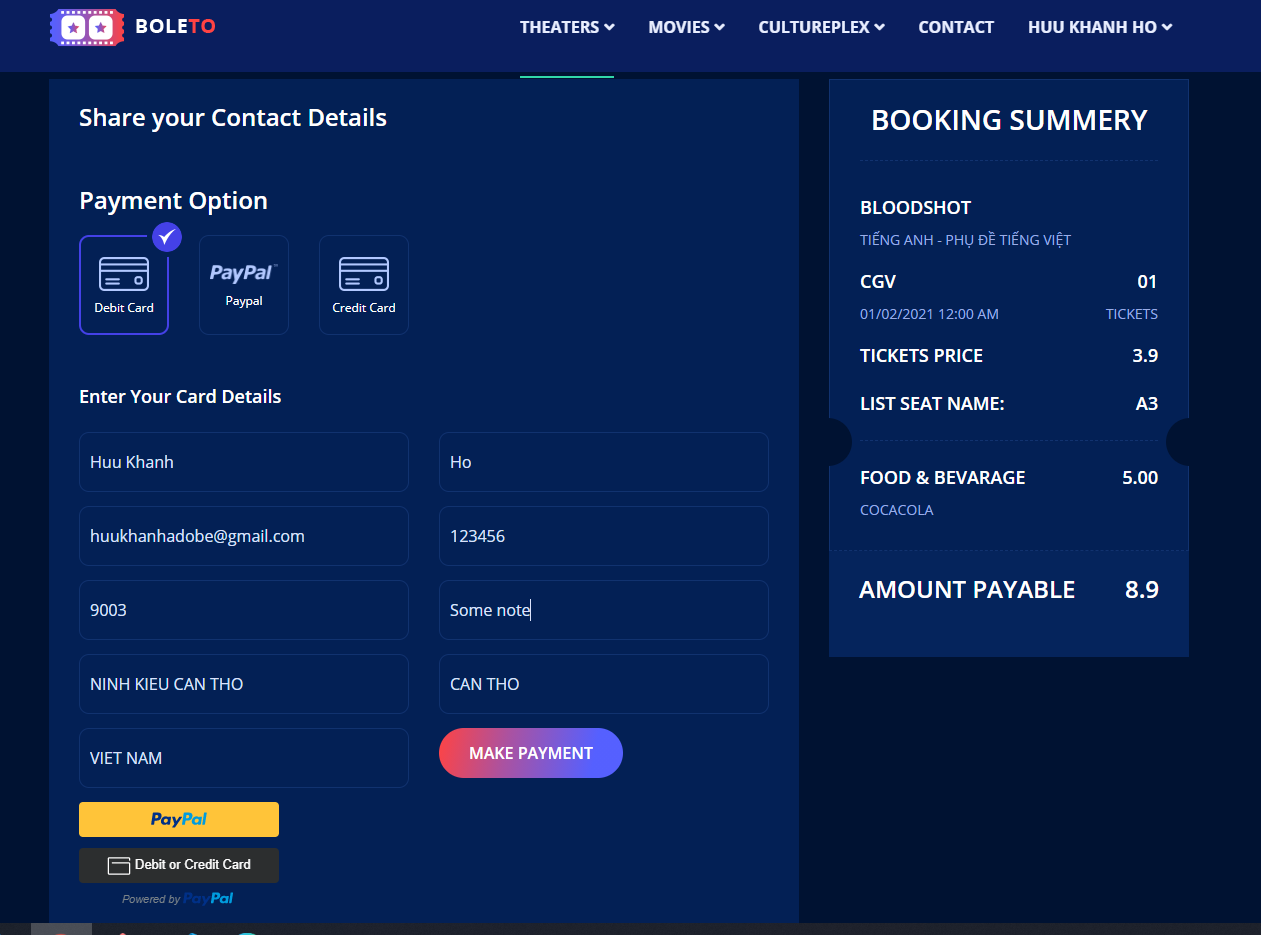 BOLETO
THEATERS MOVIES CULTUREPLEX CONTACT HUU KHANH HO
Share your Contact Details
Payment Option
Debit Card
PayPal™
Paypal
Credit Card
Enter Your Card Details
Huu Khanh
Ho
huukhanhadobe@gmail.com
123456
9003
Some note
NINH KIEU CAN THO
CAN THO
VIET NAM
MAKE PAYMENT
PayPal
Debit or Credit Card
Powered by PayPal
BOOKING SUMMERY
BLOODSHOT
TIẾNG ANH - PHỤ ĐỀ TIẾNG VIỆT
CGV 01
01/02/2021 12:00 AM TICKETS
TICKETS PRICE 3.9
LIST SEAT NAME: A3
FOOD & BEVARAGE 5.00
COCACOLA
AMOUNT PAYABLE 8.9